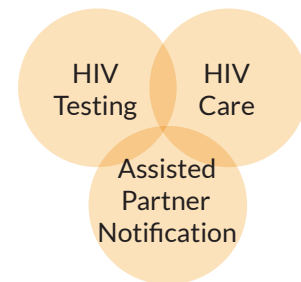 HIV
Testing
HIV
Care
Assisted
Partner
Notification